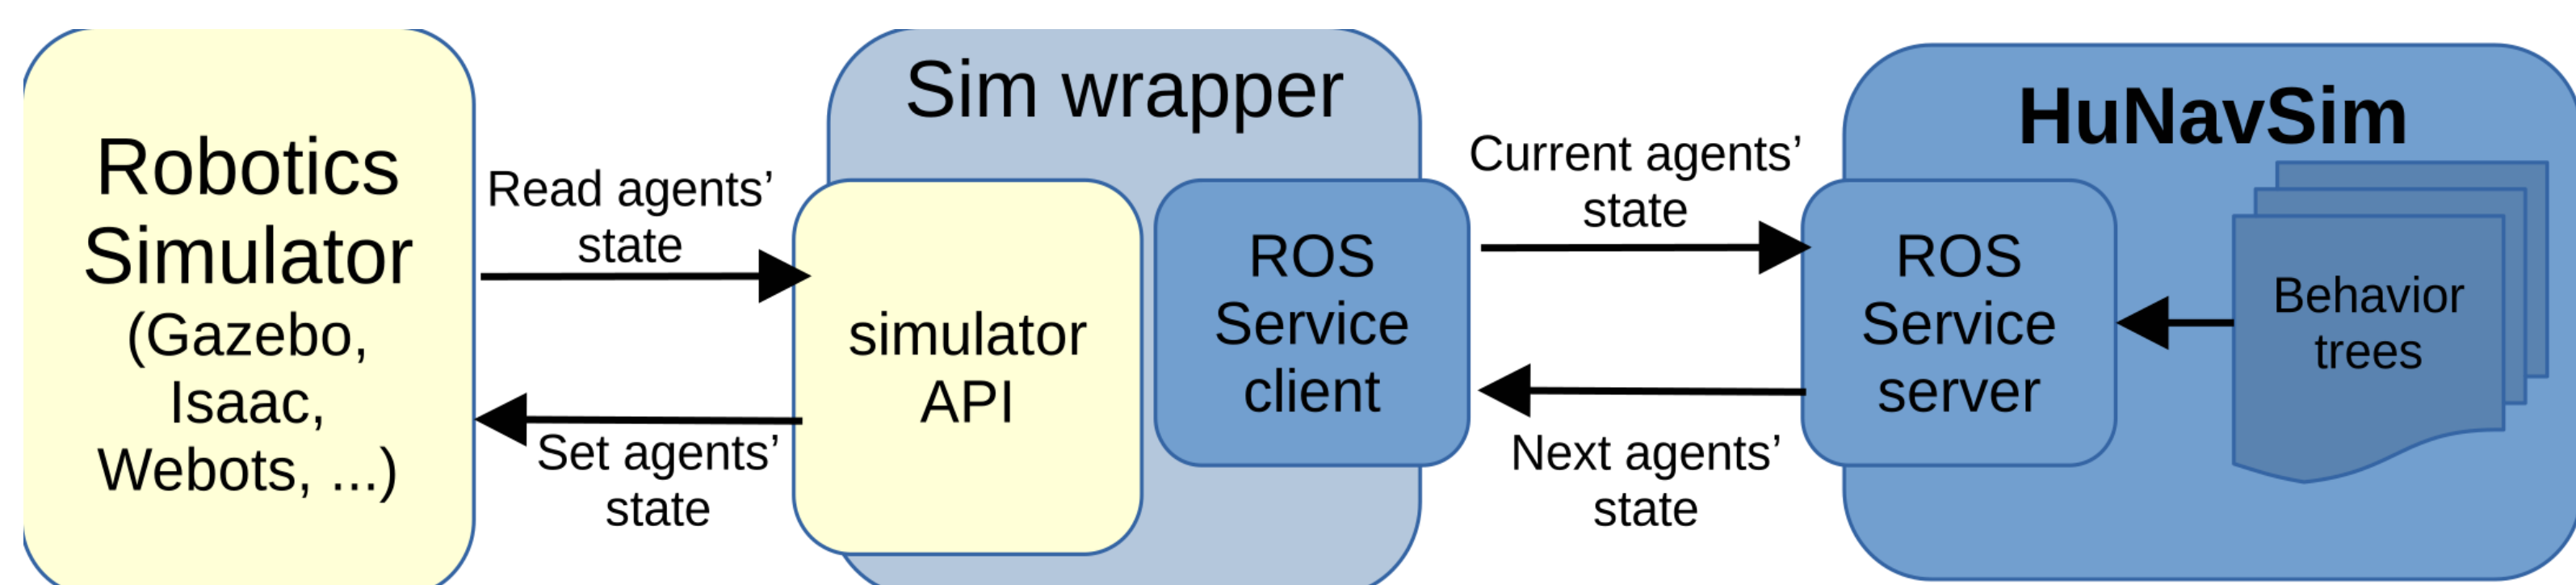 Robotics
Simulator
(Gazebo,
Isaac,
Webots, ...)
Read agents’
state
Set agents’
state
Sim wrapper
simulator
API
ROS
Service
client
Current agents’
state
Next agents’
state
HuNavSim
ROS
Service
server
Behavior
trees